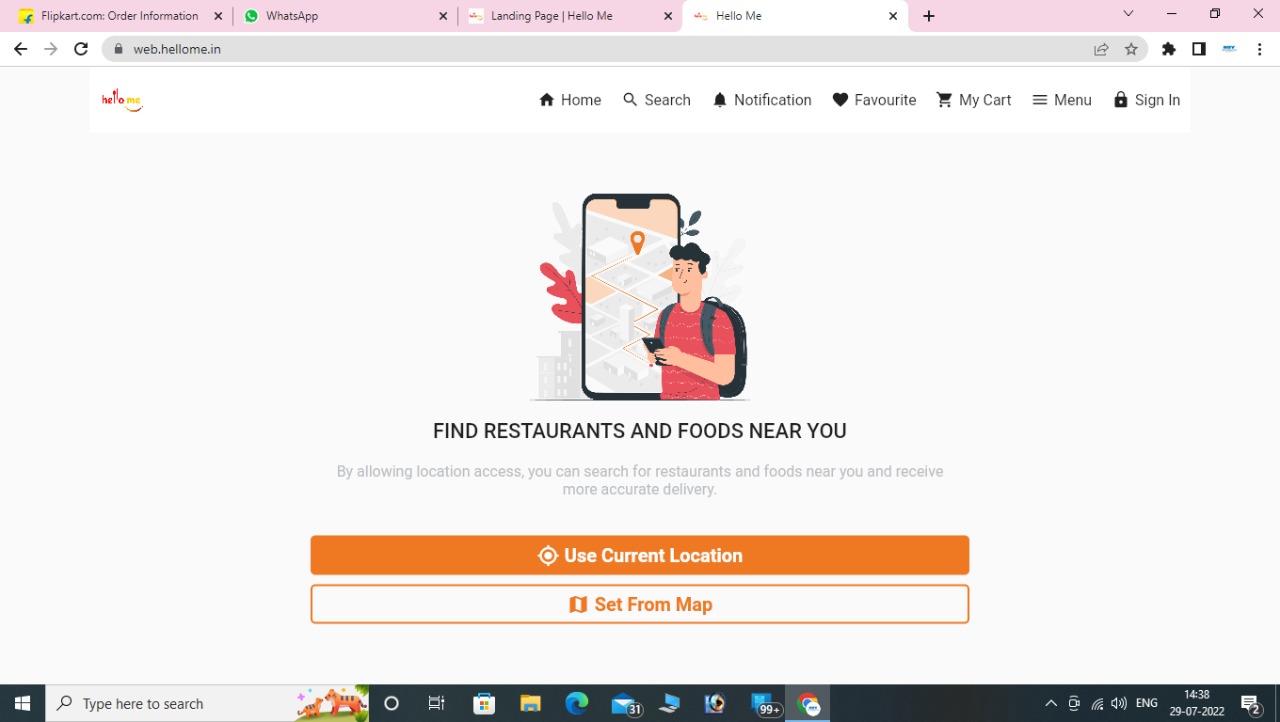 Flipkart.com: Order Information
WhatsApp
Landing Page | Hello Me
Hello Me
web.hellome.in
hello me
Home
Search
Notification
Favourite
My Cart
Menu
Sign In
FIND RESTAURANTS AND FOODS NEAR YOU
By allowing location access, you can search for restaurants and foods near you and receive
more accurate delivery.
Use Current Location
Set From Map
Type here to search
31
99+
ENG
14:38
29-07-2022
2